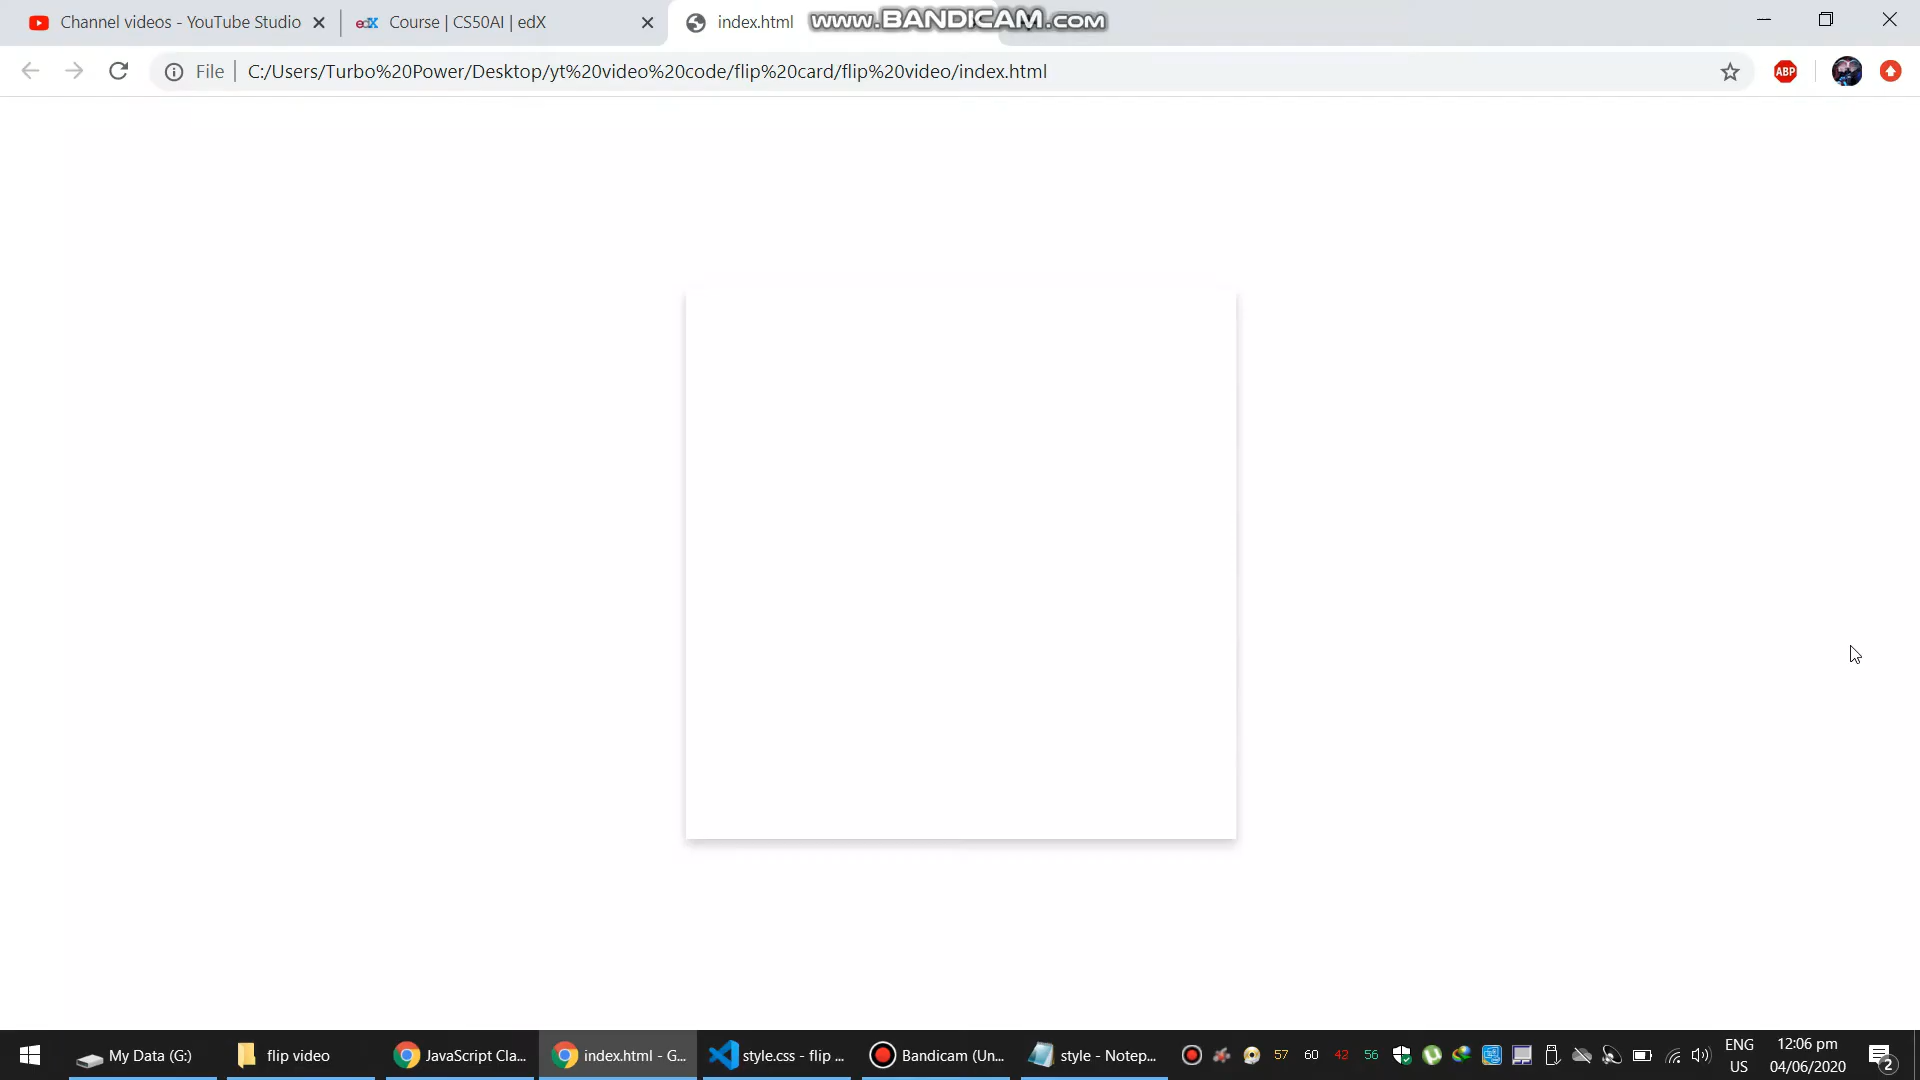 Channel videos - YouTube Studio
edX Course | CS50AI | edX
index.html
www.BANDICAM.com
File
C:/Users/Turbo%20Power/Desktop/yt%20video%20code/flip%20card/flip%20video/index.html
ABP
My Data (G:)
flip video
JavaScript Cla...
index.html - G...
style.css - flip ...
Bandicam (Un...
style - Notep...
57
60
42
56
ENG
US
12:06 pm
04/06/2020
2